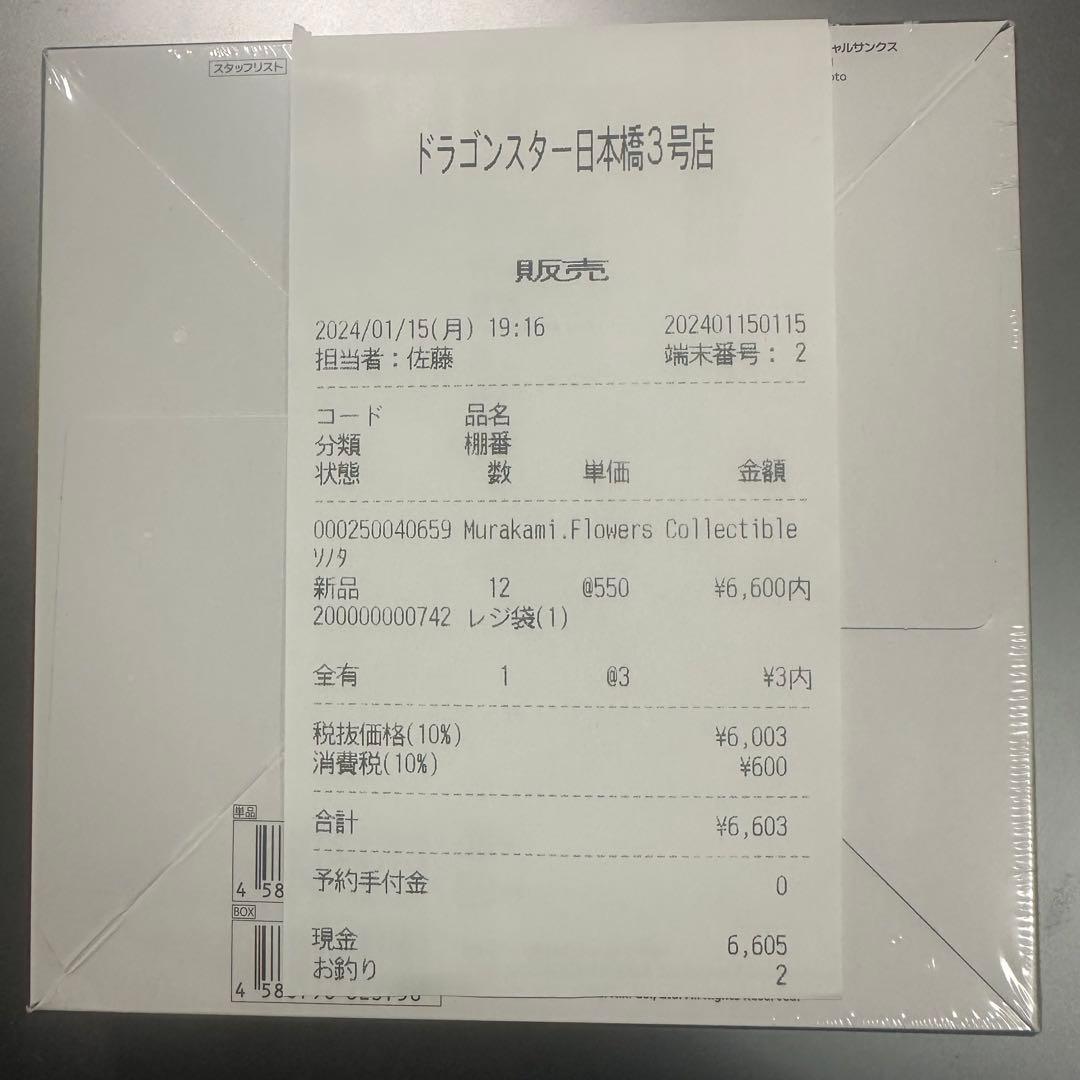 スタッフリスト
ャルサンクス
oto
ドラゴンスター日本橋3号店
販売
2024/01/15(月) 19:16 202401150115
担当者：佐藤 端末番号： 2
コード 品名
分類 棚番
状態 数 単価 金額
000250040659 Murakami.Flowers Collectible
ソノタ
新品 12 @550 ¥6,600内
200000000742 レジ袋(1)
全有 1 @3 ¥3内
税抜価格(10%) ¥6,003
消費税(10%) ¥600
合計 ¥6,603
予約手付金 0
現金 6,605
お釣り 2
単品
4 58
BOX
4 58